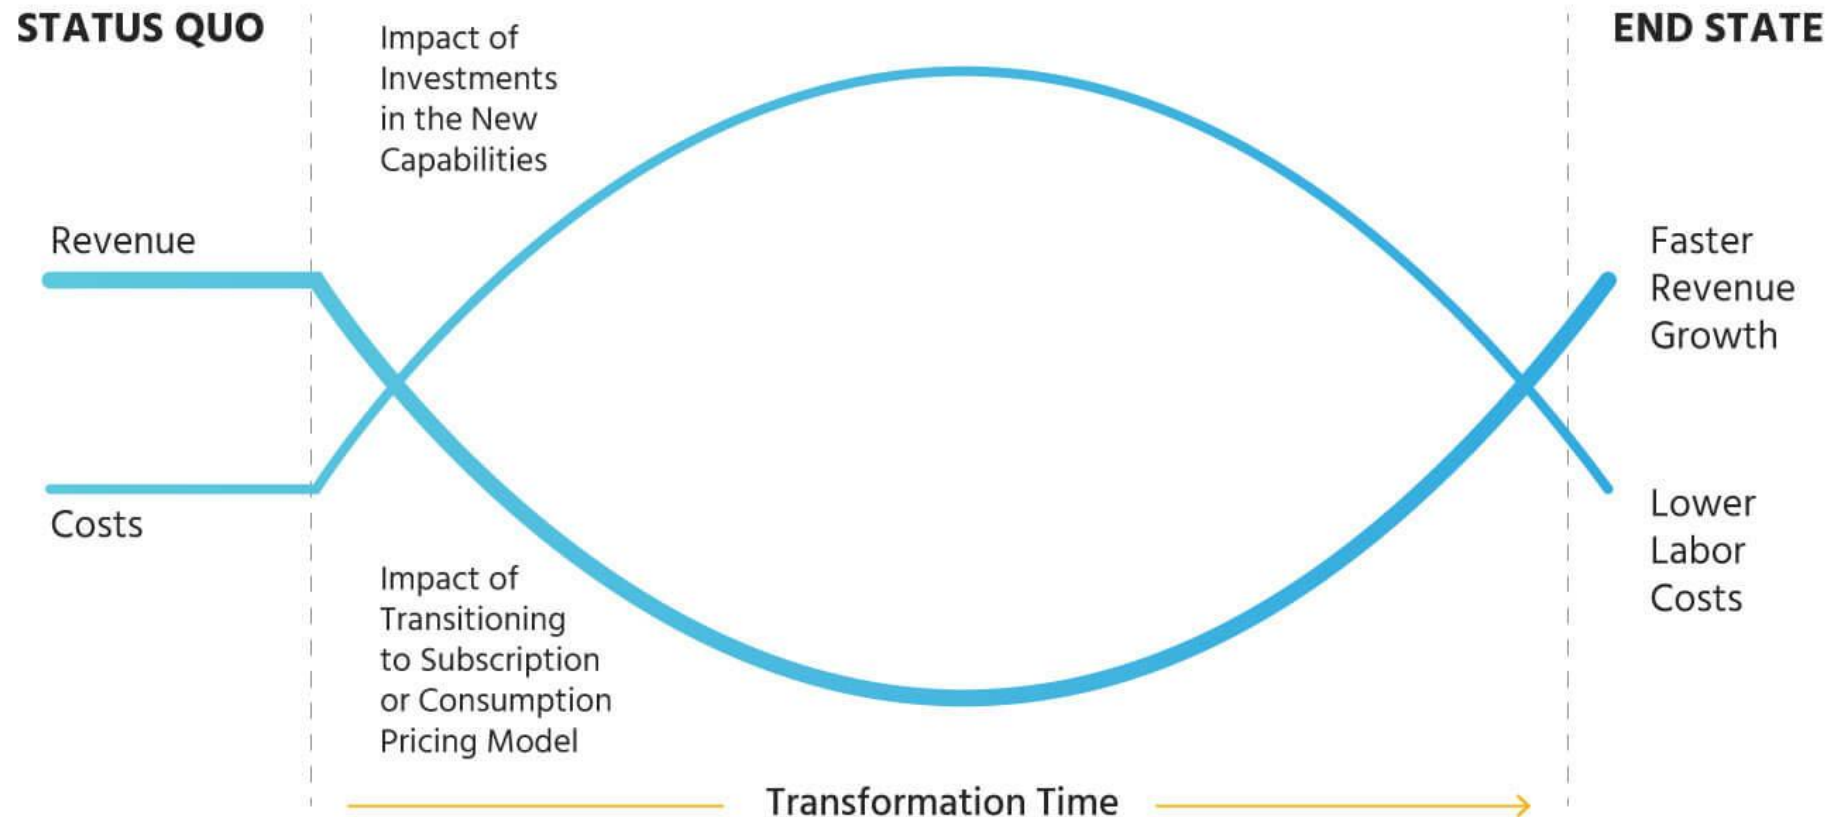 STATUS QUO
END STATE
Impact of
Investments
in the New
Capabilities
Revenue
Costs
Faster
Revenue
Growth
Lower
Labor
Costs
Impact of
Transitioning
to Subscription
or Consumption
Pricing Model
Transformation Time